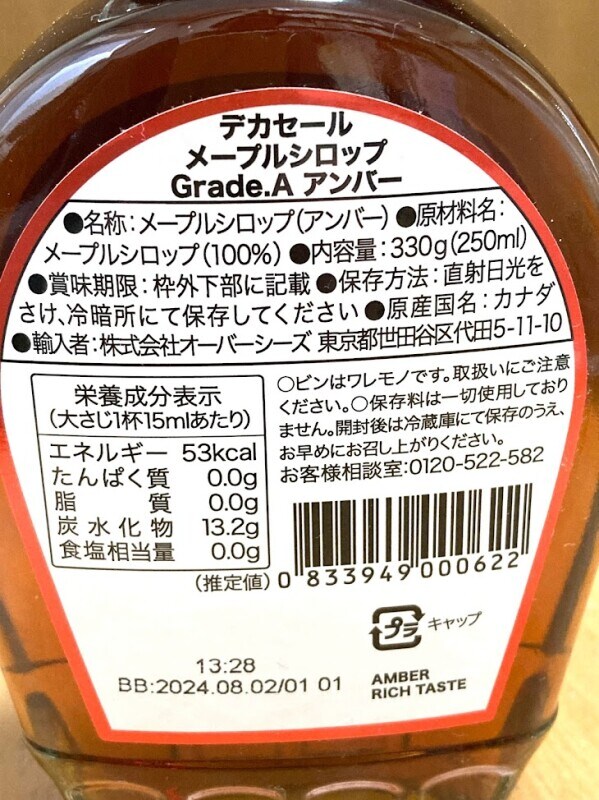 デカセール
メープルシロップ
Grade.A アンバー
●名称:メープルシロップ(アンバー) ●原材料名:
メープルシロップ(100%) ●内容量:330g(250ml)
●賞味期限:枠外下部に記載 ●保存方法:直射日光を
さけ、冷暗所にて保存してください ●原産国名:カナダ
●輸入者:株式会社オーバーシーズ 東京都世田谷区代田5-11-10
栄養成分表示
(大さじ1杯15mlあたり)
エネルギー 53kcal
たんぱく質 0.0g
脂 質 0.0g
炭水化物 13.2g
食塩相当量 0.0g
(推定値)
○ビンはワレモノです。取扱いにご注意
ください。○保存料は一切使用しており
ません。開封後は冷蔵庫にて保存のうえ、
お早めにお召し上がりください。
お客様相談室:0120-522-582
0 833949 000622
プラ キャップ
13:28
BB:2024.08.02/01 01
AMBER
RICH TASTE